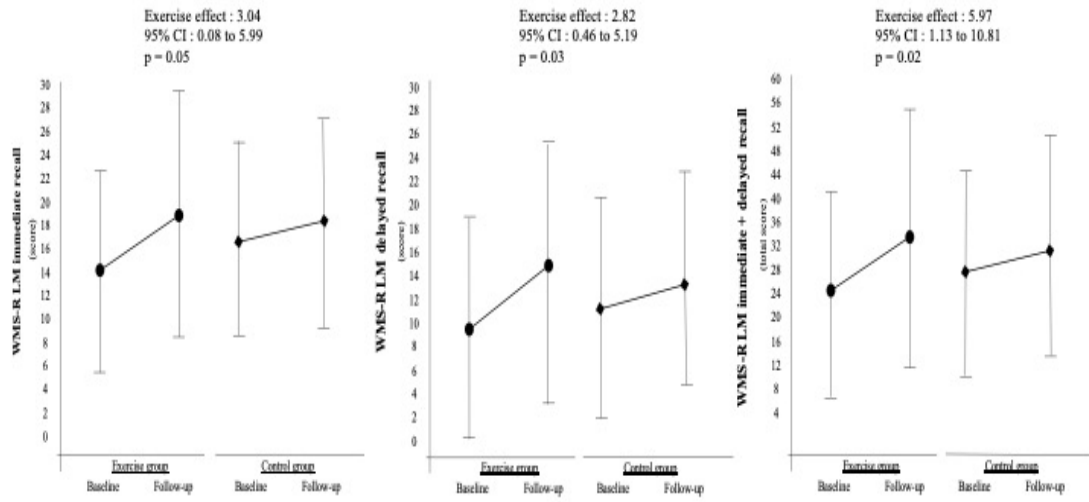 Exercise effect : 3.04
95% CI : 0.08 to 5.99
p = 0.05
WMS-R LM immediate recall
(score)
30
28
26
24
22
20
18
16
14
12
10
8
6
4
2
0
Exercise group
Control group
Baseline
Follow-up
Baseline
Follow-up
Exercise effect : 2.82
95% CI : 0.46 to 5.19
p = 0.03
WMS-R LM delayed recall
(score)
30
28
26
24
22
20
18
16
14
12
10
8
6
4
2
0
Exercise group
Control group
Baseline
Follow-up
Baseline
Follow-up
Exercise effect : 5.97
95% CI : 1.13 to 10.81
p = 0.02
WMS-R LM immediate + delayed recall
(total score)
60
56
52
48
44
40
36
32
28
24
20
16
12
8
4
Exercise group
Control group
Baseline
Follow-up
Baseline
Follow-up